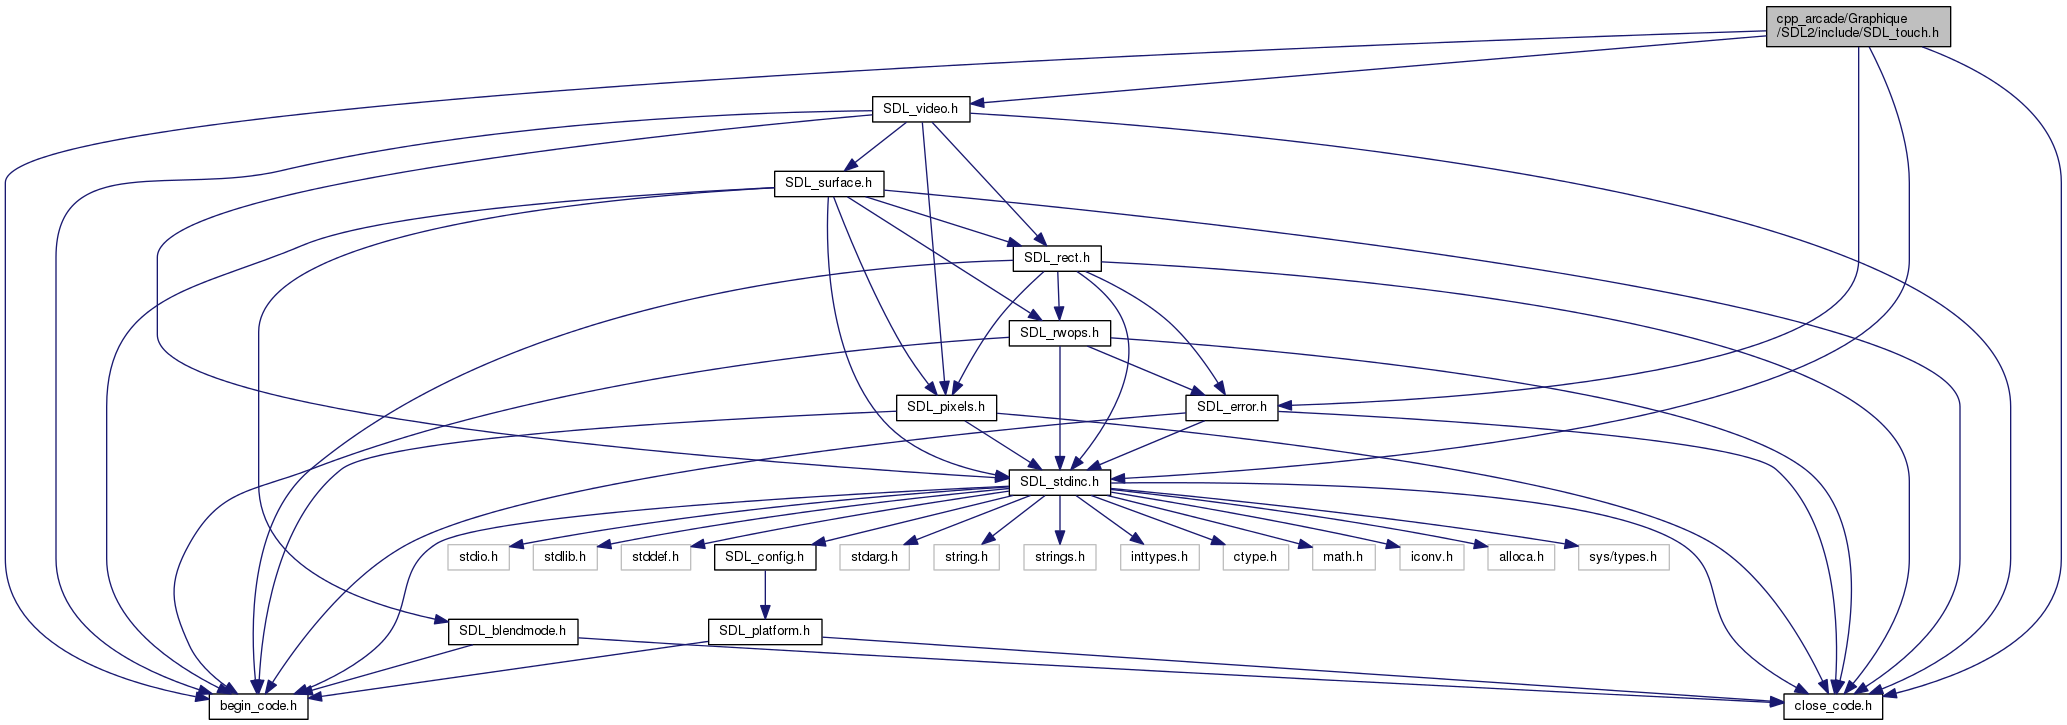 cpp_arcade/Graphique
/SDL2/include/SDL_touch.h
SDL_video.h
SDL_surface.h
SDL_rect.h
SDL_rwops.h
SDL_pixels.h
SDL_error.h
SDL_stdinc.h
stdio.h
stdlib.h
stddef.h
SDL_config.h
stdarg.h
string.h
strings.h
inttypes.h
ctype.h
math.h
iconv.h
alloca.h
sys/types.h
SDL_blendmode.h
SDL_platform.h
begin_code.h
close_code.h